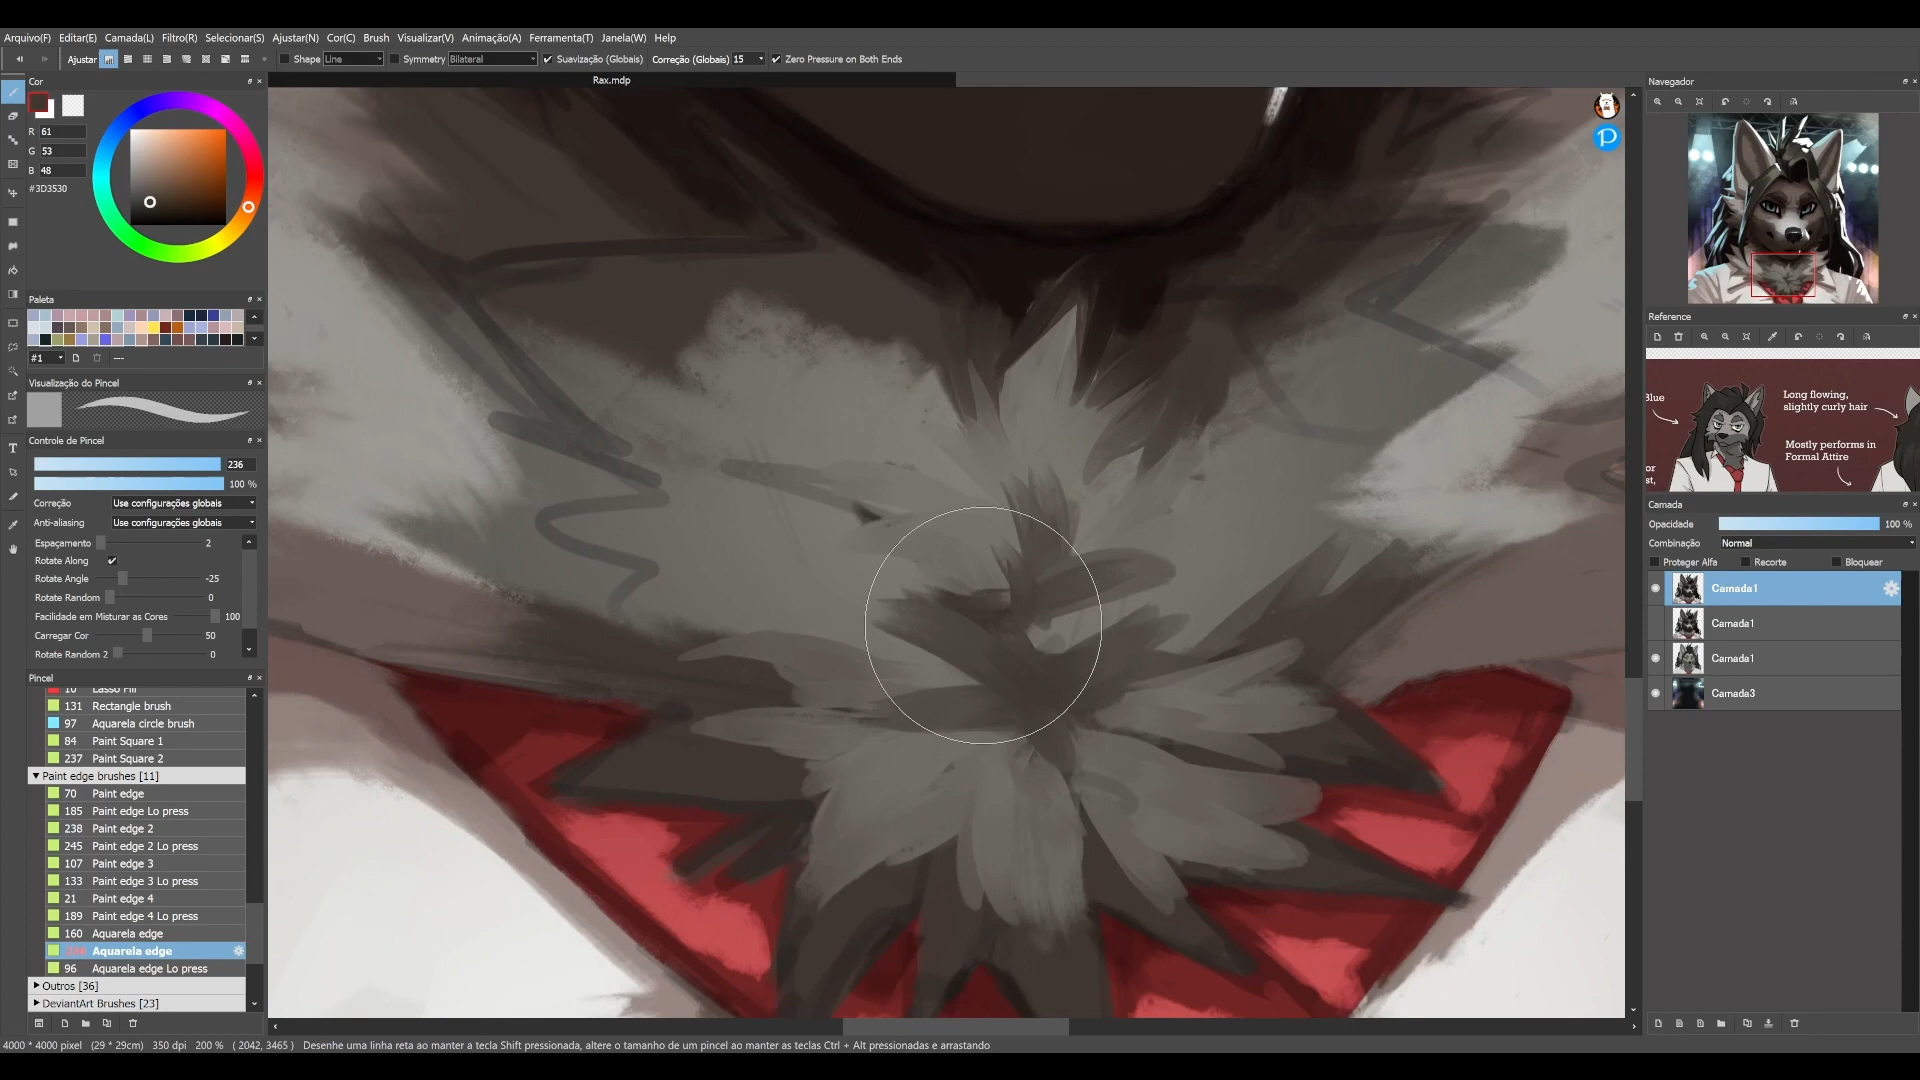 Arquivo(F) Editar(E) Camada(L) Filtro(R) Selecionar(S) Ajustar(N) Cor(C) Brush Visualizar(V) Animação(A) Ferramenta(T) Janela(W) Help
Ajustar Shape Line Symmetry Bilateral Suavização (Globais) Correção (Globais) 15 Zero Pressure on Both Ends
Rax.mdp
Cor
R 61
G 53
B 48
#3D3530
Paleta
#1 ---
Visualização do Pincel
Controle de Pincel
236
100 %
Correção Use configurações globais
Anti-aliasing Use configurações globais
Espaçamento 2
Rotate Along
Rotate Angle -25
Rotate Random 0
Facilidade em Misturar as Cores 100
Carregar Cor 50
Rotate Random 2 0
Pincel
10 Lasso Fill
131 Rectangle brush
97 Aquarela circle brush
84 Paint Square 1
237 Paint Square 2
Paint edge brushes [11]
70 Paint edge
185 Paint edge Lo press
238 Paint edge 2
245 Paint edge 2 Lo press
107 Paint edge 3
133 Paint edge 3 Lo press
21 Paint edge 4
189 Paint edge 4 Lo press
160 Aquarela edge
Aquarela edge
96 Aquarela edge Lo press
Outros [36]
DeviantArt Brushes [23]
4000 * 4000 pixel (29 * 29cm) 350 dpi 200 % ( 2042, 3465 ) Desenhe uma linha reta ao manter a tecla Shift pressionada, altere o tamanho de um pincel ao manter as teclas Ctrl + Alt pressionadas e arrastando
Navegador
Reference
Blue
Long flowing,
slightly curly hair
Mostly performs in
Formal Attire
Camada
Opacidade 100 %
Combinação Normal
Proteger Alfa Recorte Bloquear
Camada1
Camada1
Camada1
Camada3